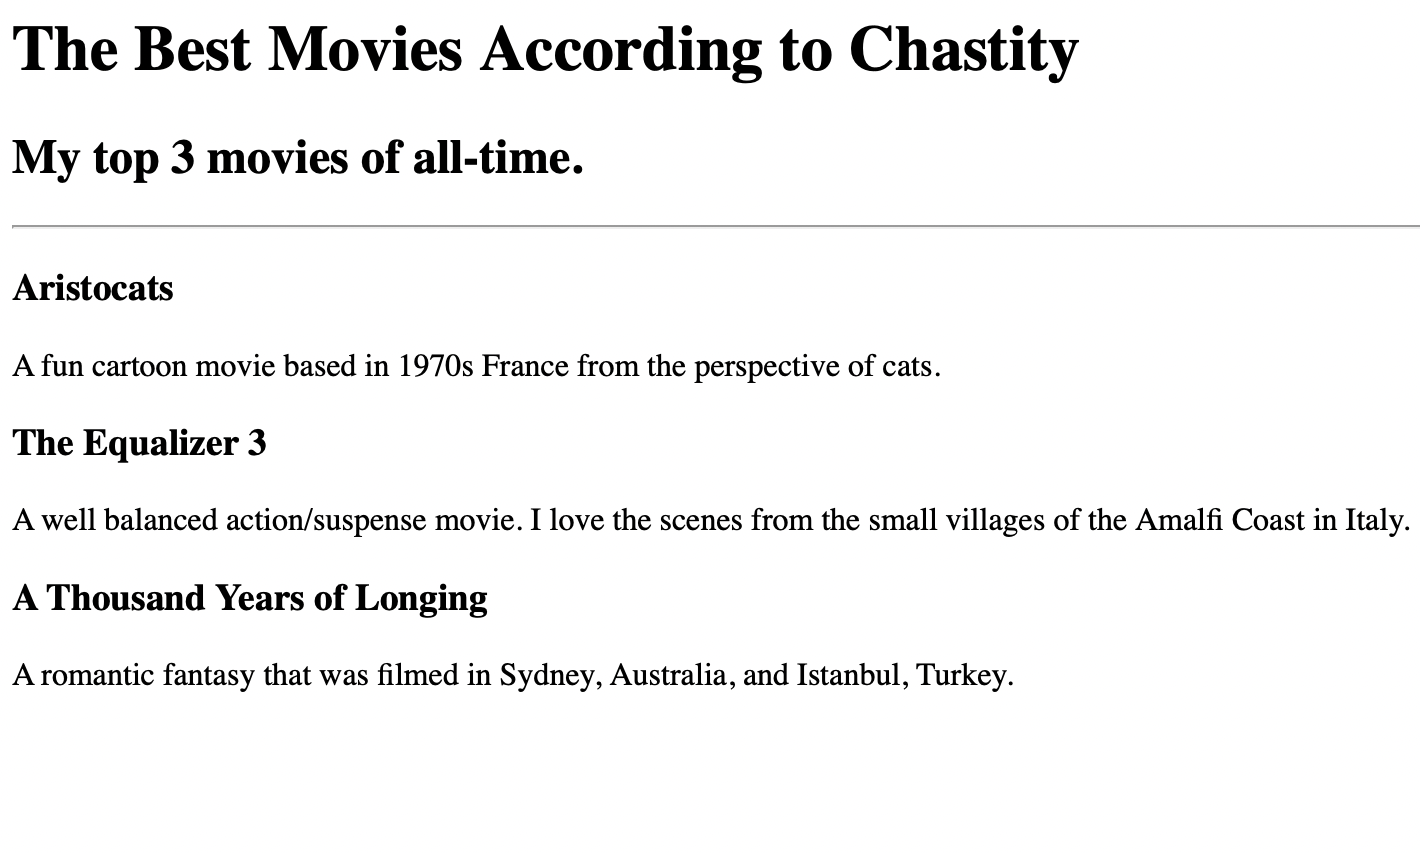 The Best Movies According to Chastity
My top 3 movies of all-time.
Aristocats
A fun cartoon movie based in 1970s France from the perspective of cats.
The Equalizer 3
A well balanced action/suspense movie. I love the scenes from the small villages of the Amalfi Coast in Italy.
A Thousand Years of Longing
A romantic fantasy that was filmed in Sydney, Australia, and Istanbul, Turkey.